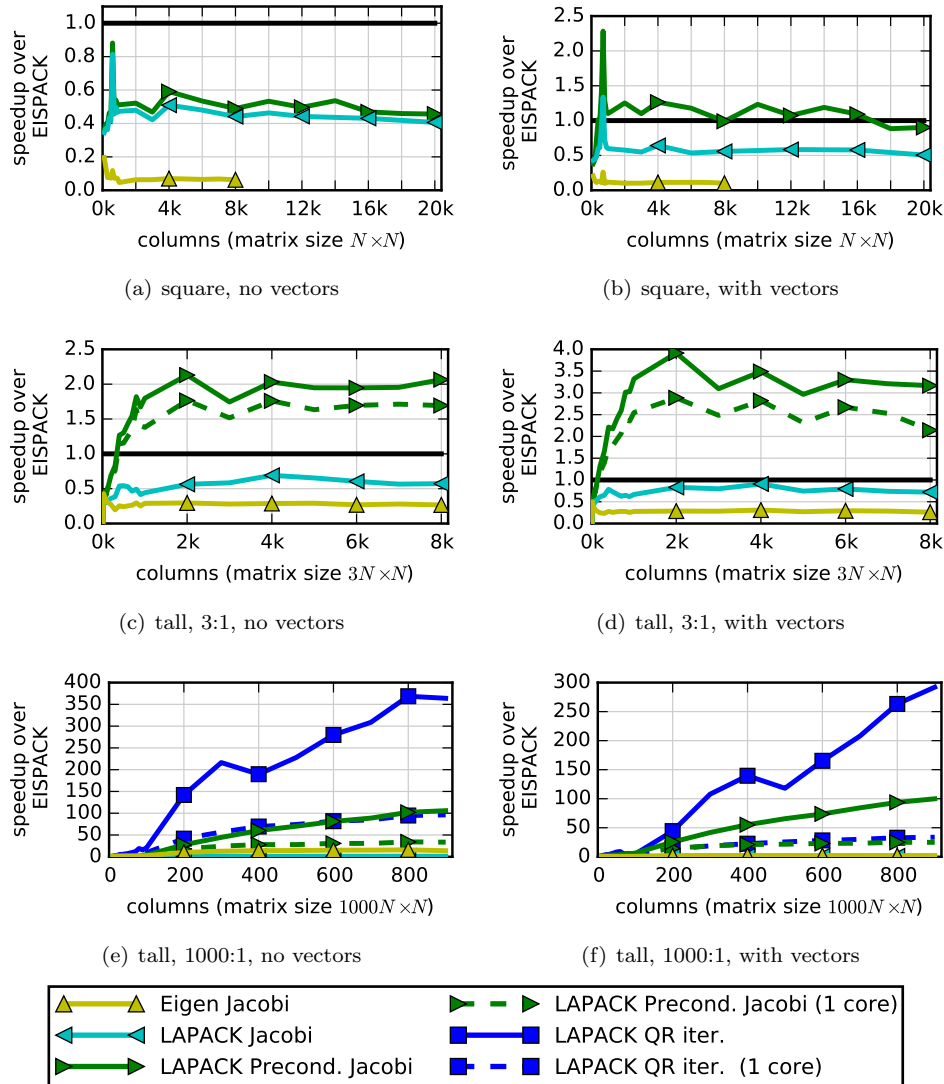 speedup over
EISPACK
1.0
0.8
0.6
0.4
0.2
0.0
0k 4k 8k 12k 16k 20k
columns (matrix size N×N)
(a) square, no vectors
speedup over
EISPACK
2.5
2.0
1.5
1.0
0.5
0.0
0k 4k 8k 12k 16k 20k
columns (matrix size N×N)
(b) square, with vectors
speedup over
EISPACK
2.5
2.0
1.5
1.0
0.5
0.0
0k 2k 4k 6k 8k
columns (matrix size 3N×N)
(c) tall, 3:1, no vectors
speedup over
EISPACK
4.0
3.5
3.0
2.5
2.0
1.5
1.0
0.5
0.0
0k 2k 4k 6k 8k
columns (matrix size 3N×N)
(d) tall, 3:1, with vectors
speedup over
EISPACK
400
350
300
250
200
150
100
50
0
0 200 400 600 800
columns (matrix size 1000N×N)
(e) tall, 1000:1, no vectors
speedup over
EISPACK
300
250
200
150
100
50
0
0 200 400 600 800
columns (matrix size 1000N×N)
(f) tall, 1000:1, with vectors
Eigen Jacobi
LAPACK Jacobi
LAPACK Precond. Jacobi
LAPACK Precond. Jacobi (1 core)
LAPACK QR iter.
LAPACK QR iter. (1 core)